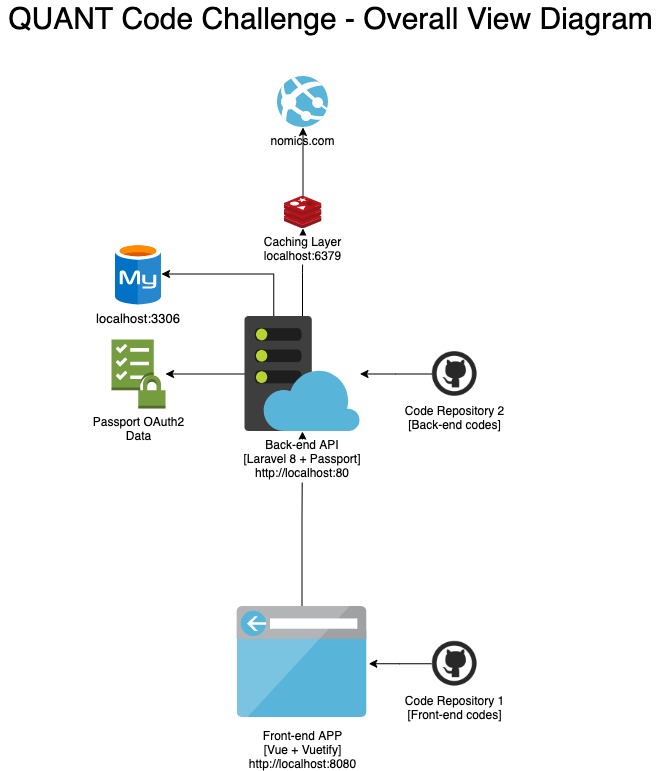 QUANT Code Challenge - Overall View Diagram
nomics.com
Caching Layer
localhost:6379
My
localhost:3306
Passport OAuth2
Data
Back-end API
[Laravel 8 + Passport]
http://localhost:80
Code Repository 2
[Back-end codes]
Code Repository 1
[Front-end codes]
Front-end APP
[Vue + Vuetify]
http://localhost:8080